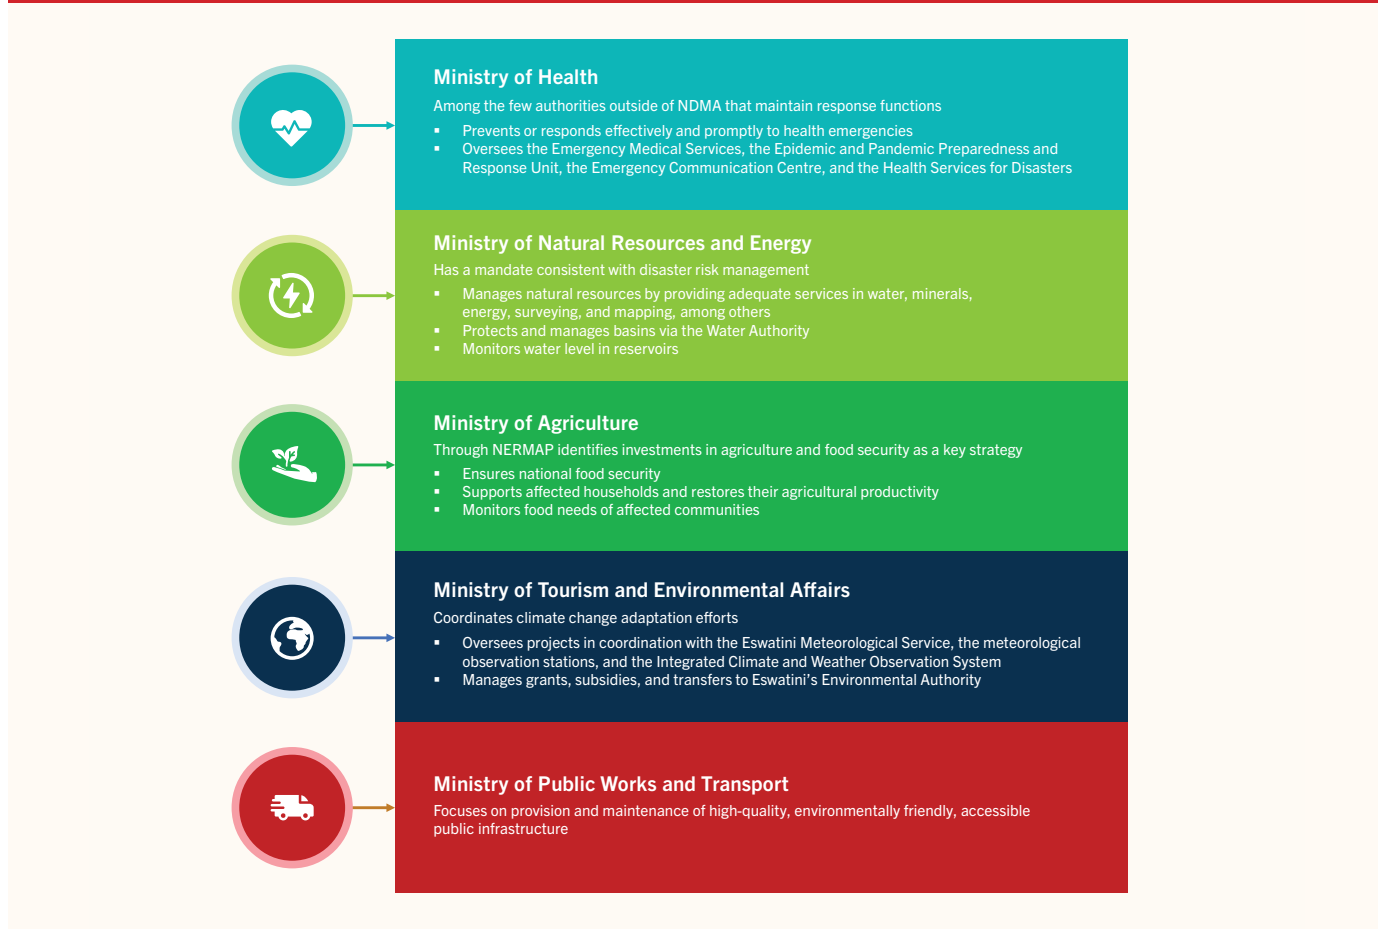 Ministry of Health
Among the few authorities outside of NDMA that maintain response functions
▪ Prevents or responds effectively and promptly to health emergencies
▪ Oversees the Emergency Medical Services, the Epidemic and Pandemic Preparedness and
Response Unit, the Emergency Communication Centre, and the Health Services for Disasters
Ministry of Natural Resources and Energy
Has a mandate consistent with disaster risk management
▪ Manages natural resources by providing adequate services in water, minerals,
energy, surveying, and mapping, among others
▪ Protects and manages basins via the Water Authority
▪ Monitors water level in reservoirs
Ministry of Agriculture
Through NERMAP identifies investments in agriculture and food security as a key strategy
▪ Ensures national food security
▪ Supports affected households and restores their agricultural productivity
▪ Monitors food needs of affected communities
Ministry of Tourism and Environmental Affairs
Coordinates climate change adaptation efforts
▪ Oversees projects in coordination with the Eswatini Meteorological Service, the meteorological
observation stations, and the Integrated Climate and Weather Observation System
▪ Manages grants, subsidies, and transfers to Eswatini’s Environmental Authority
Ministry of Public Works and Transport
Focuses on provision and maintenance of high-quality, environmentally friendly, accessible
public infrastructure